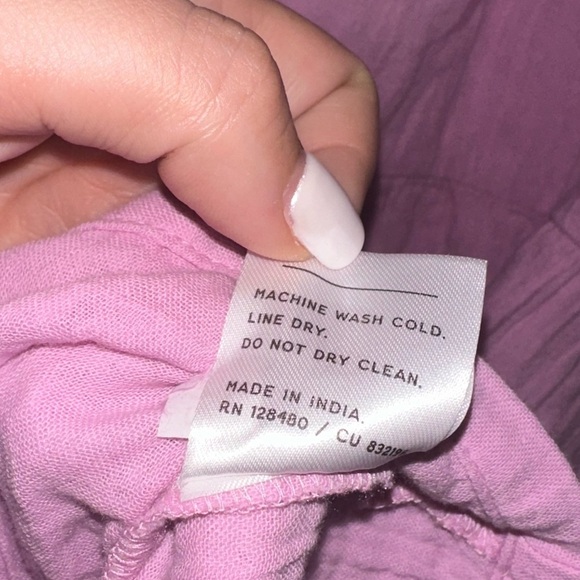 MACHINE WASH COLD.
LINE DRY.
DO NOT DRY CLEAN.
MADE IN INDIA.
RN 128480 / CU